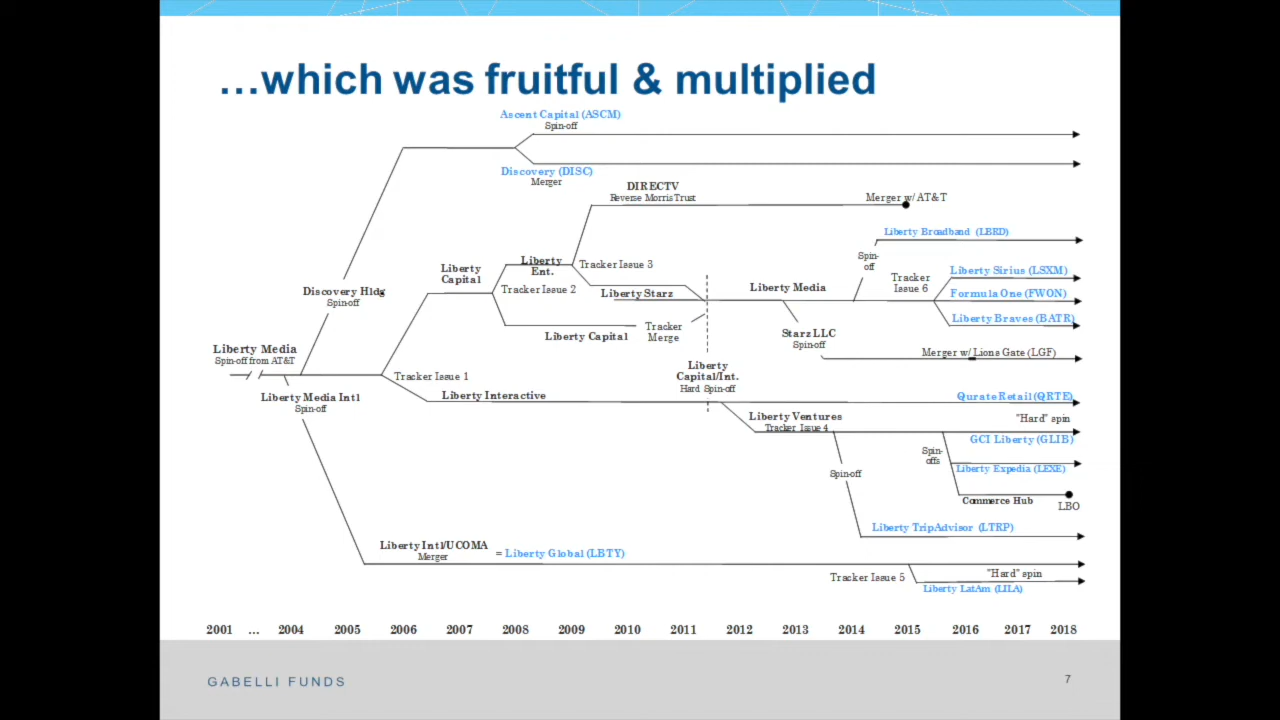 …which was fruitful & multiplied
Ascent Capital (ASCM)
Spin-off
Discovery (DISC)
Merger
DIRECTV
Reverse Morris Trust
Merger w/ AT&T
Liberty Broadband (LBRD)
Spin-
off
Liberty
Ent.
Tracker Issue 3
Liberty
Capital
Tracker Issue 2
Liberty Starz
Liberty Media
Tracker
Issue 6
Liberty Sirius (LSXM)
Formula One (FWON)
Liberty Braves (BATR)
Discovery Hldg
Spin-off
Liberty Capital
Tracker
Merge
Starz LLC
Spin-off
Merger w/ Lions Gate (LGF)
Liberty Media
Spin-off from AT&T
Tracker Issue 1
Liberty
Capital/Int.
Hard Spin-off
Liberty Media Intl
Spin-off
Liberty Interactive
Qurate Retail (QRTE)
Liberty Ventures
Tracker Issue 4
"Hard" spin
GCI Liberty (GLIB)
Spin-
offs
Liberty Expedia (LEXE)
Spin-off
Commerce Hub
LBO
Liberty TripAdvisor (LTRP)
Liberty Intl/UCOMA
Merger
= Liberty Global (LBTY)
Tracker Issue 5
"Hard" spin
Liberty LatAm (LILA)
2001 ... 2004 2005 2006 2007 2008 2009 2010 2011 2012 2013 2014 2015 2016 2017 2018
GABELLI FUNDS
7